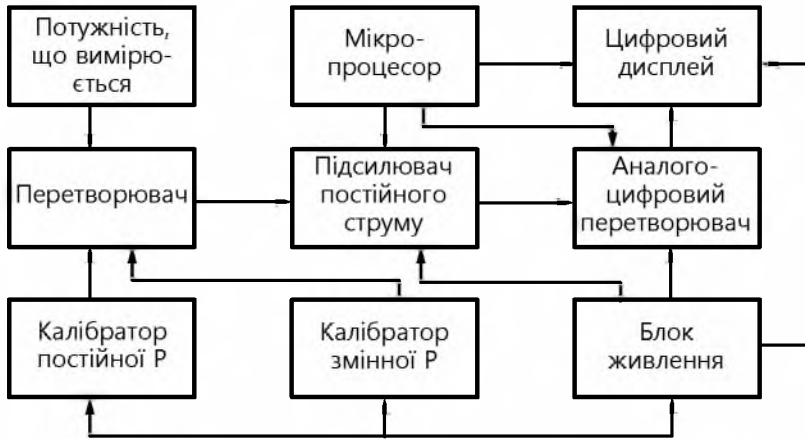 Потужність,
що вимірю-
ється
Мікро-
процесор
Цифровий
дисплей
Перетворювач
Підсилювач
постійного
струму
Аналого-
цифровий
перетворювач
Калібратор
постійної Р
Калібратор
змінної Р
Блок
живлення